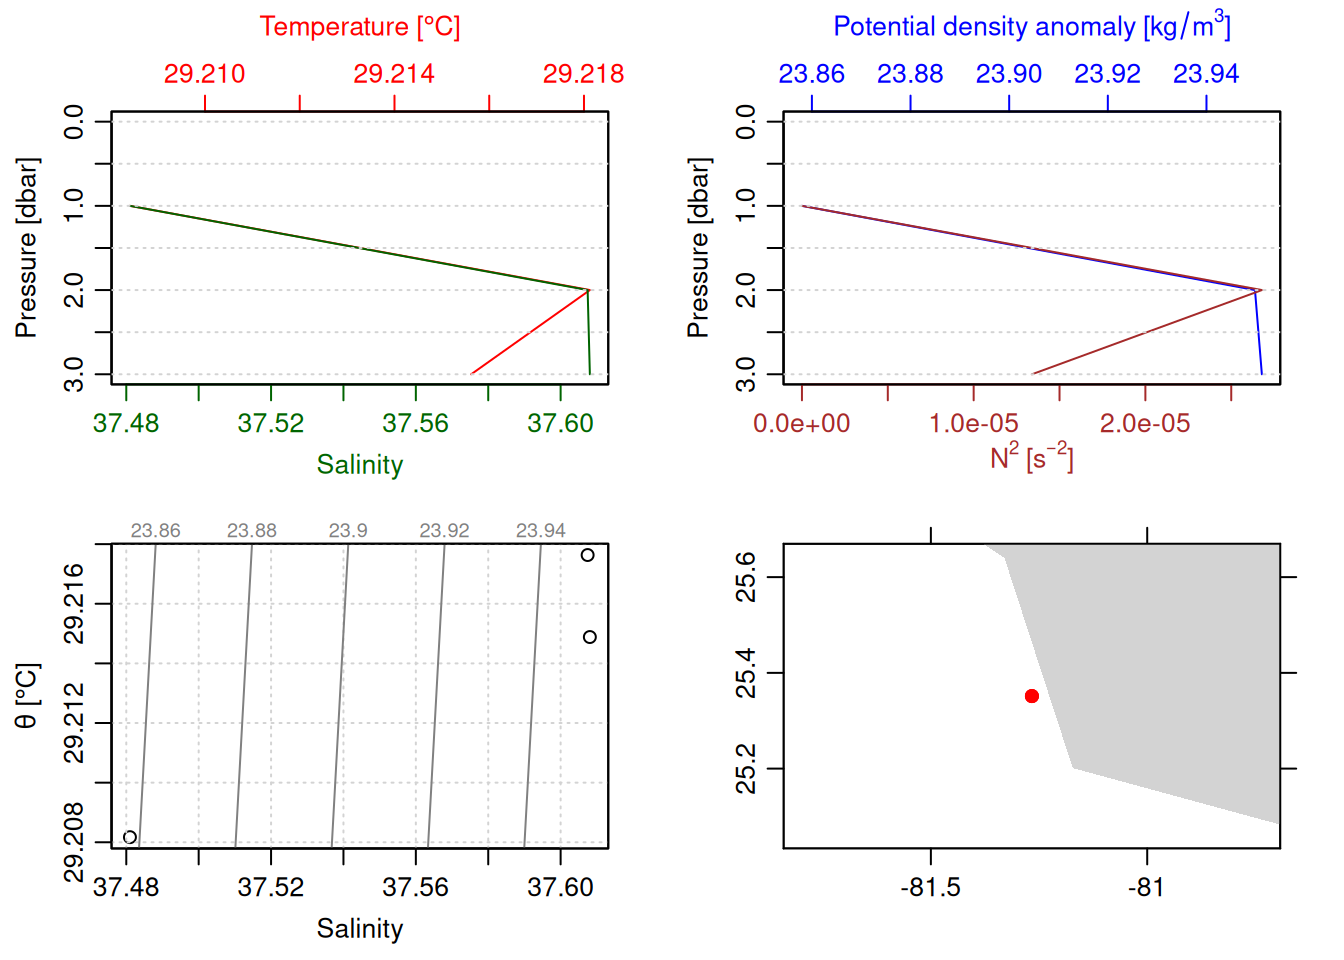 Temperature [°C]
29.210 29.214 29.218
Pressure [dbar]
0.0 1.0 2.0 3.0
37.48 37.52 37.56 37.60
Salinity
Potential density anomaly [kg/m³]
23.86 23.88 23.90 23.92 23.94
Pressure [dbar]
0.0 1.0 2.0 3.0
0.0e+00 1.0e-05 2.0e-05
N² [s⁻²]
23.86 23.88 23.9 23.92 23.94
θ [°C]
29.216 29.212 29.208
37.48 37.52 37.56 37.60
Salinity
25.6 25.4 25.2
-81.5 -81